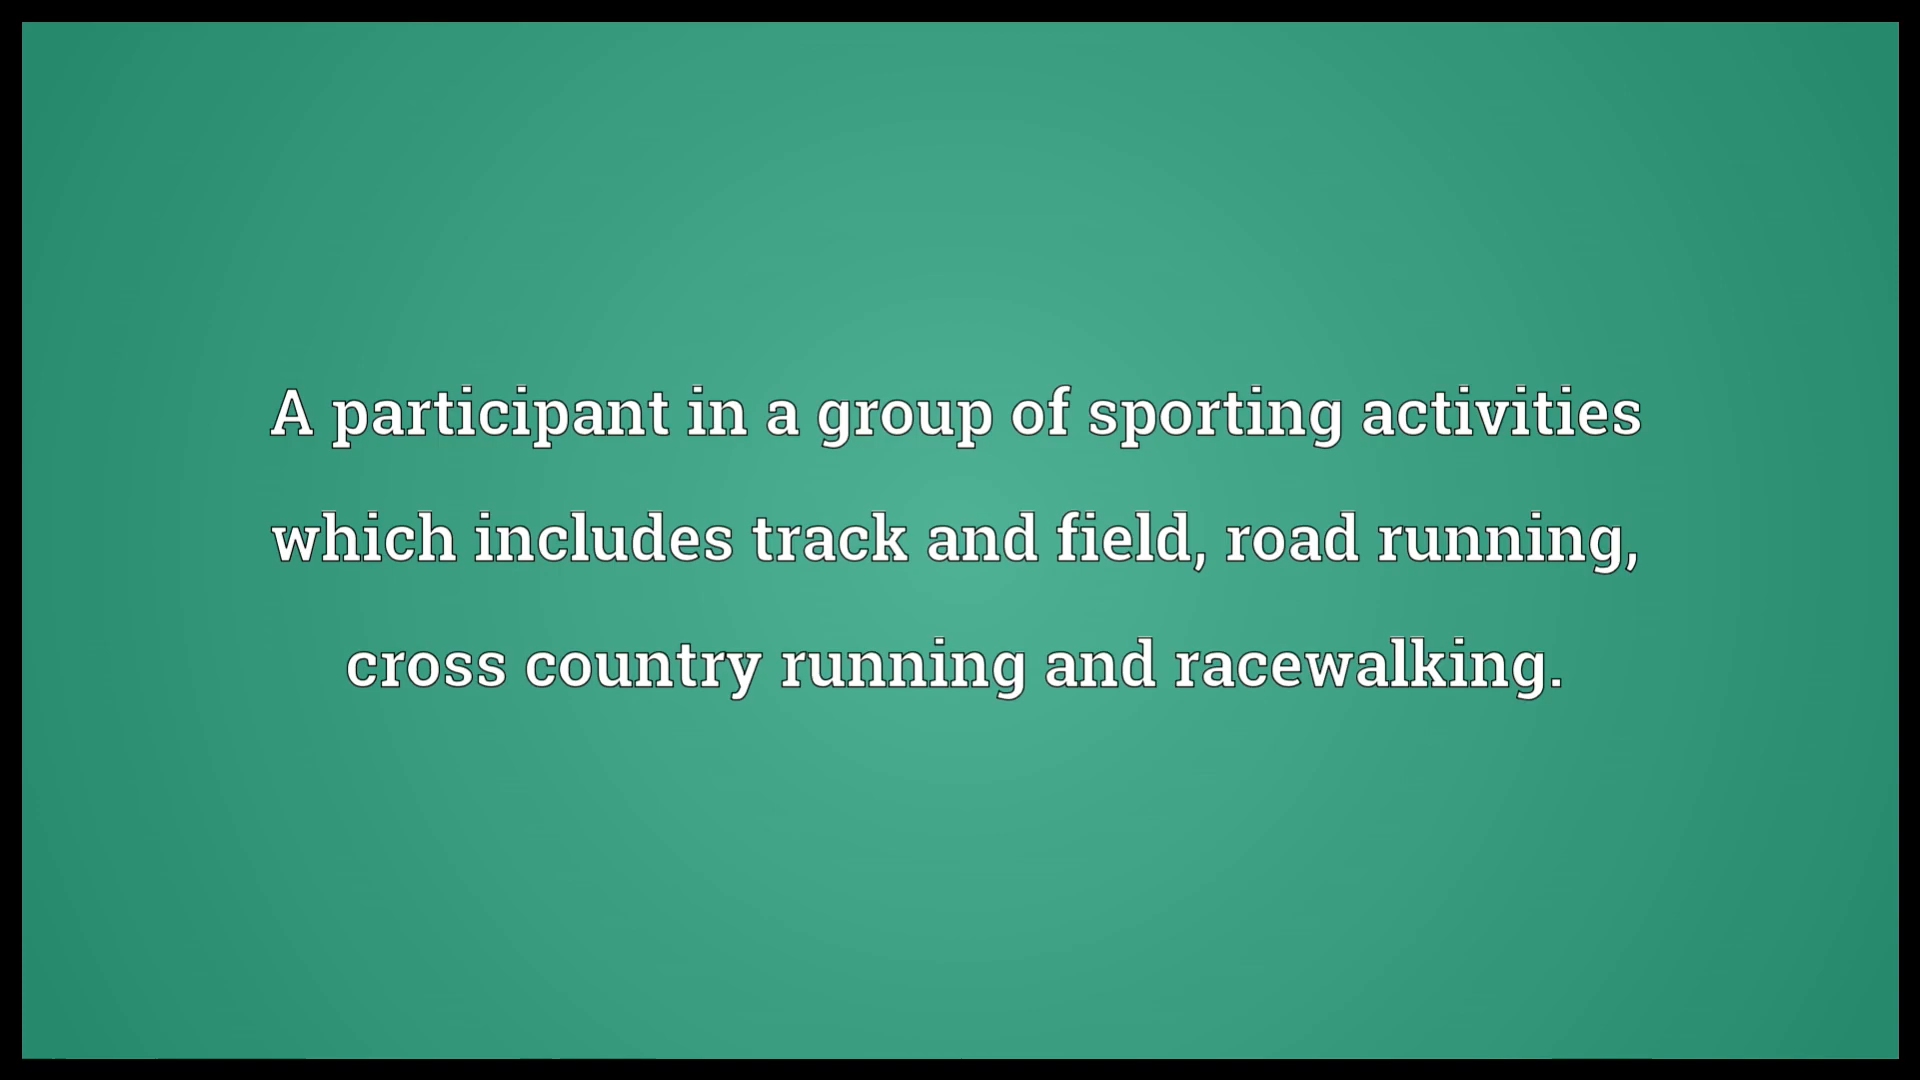 A participant in a group of sporting activities
which includes track and field, road running,
cross country running and racewalking.